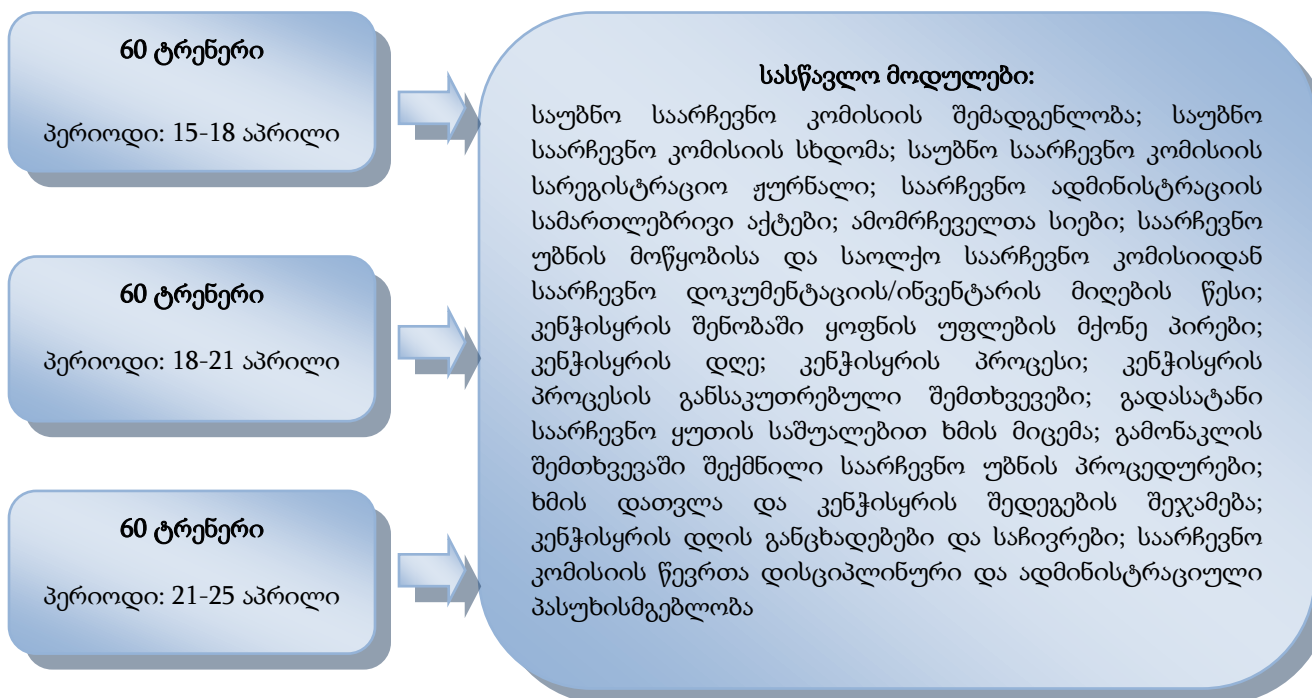 60 ტრენერი
პერიოდი: 15-18 აპრილი
60 ტრენერი
პერიოდი: 18-21 აპრილი
60 ტრენერი
პერიოდი: 21-25 აპრილი
სასწავლო მოდულები:
საუბნო საარჩევნო კომისიის შემადგენლობა; საუბნო
საარჩევნო კომისიის სხდომა; საუბნო საარჩევნო კომისიის
სარეგისტრაციო ჟურნალი; საარჩევნო ადმინისტრაციის
სამართლებრივი აქტები; ამომრჩეველთა სიები; საარჩევნო
უბნის მოწყობისა და საოლქო საარჩევნო კომისიიდან
საარჩევნო დოკუმენტაციის/ინვენტარის მიღების წესი;
კენჭისყრის შენობაში ყოფნის უფლების მქონე პირები;
კენჭისყრის დღე; კენჭისყრის პროცესი; კენჭისყრის
პროცესის განსაკუთრებული შემთხვევები; გადასატანი
საარჩევნო ყუთის საშუალებით ხმის მიცემა; გამონაკლის
შემთხვევაში შექმნილი საარჩევნო უბნის პროცედურები;
ხმის დათვლა და კენჭისყრის შედეგების შეჯამება;
კენჭისყრის დღის განცხადებები და საჩივრები; საარჩევნო
კომისიის წევრთა დისციპლინური და ადმინისტრაციული
პასუხისმგებლობა